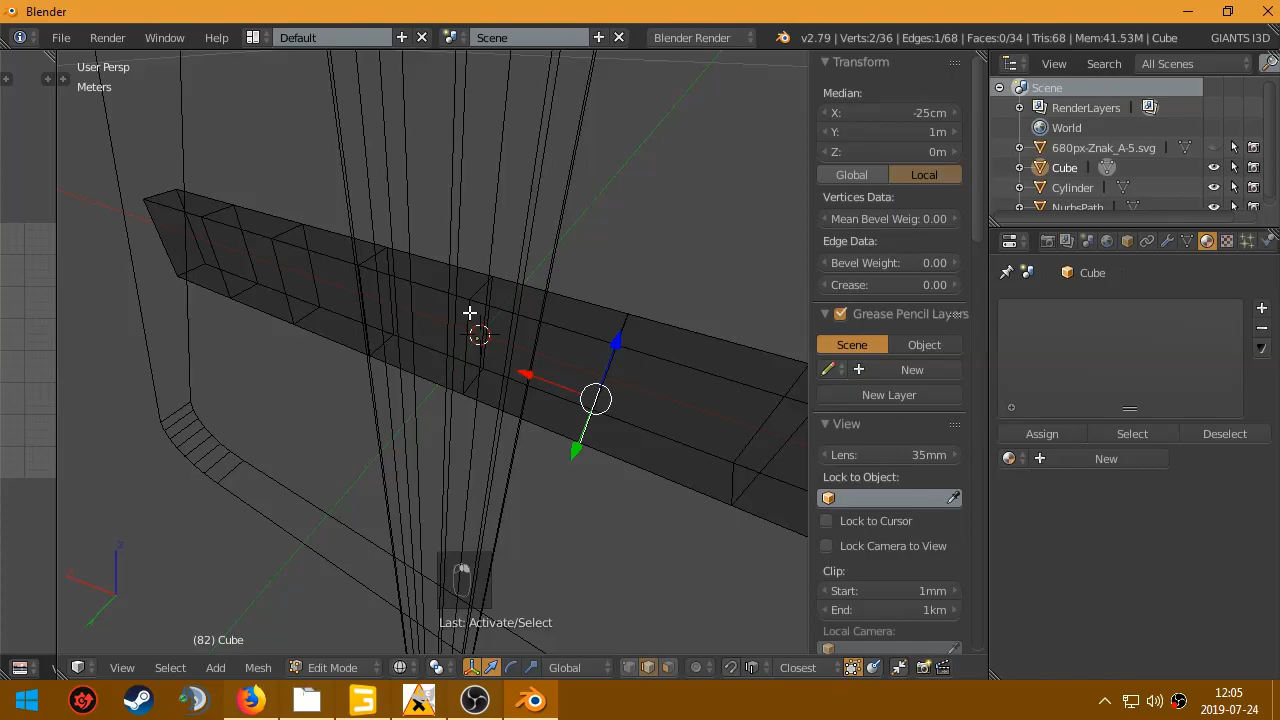 Blender
File Render Window Help Default Scene Blender Render v2.79 | Verts:2/36 | Edges:1/68 | Faces:0/34 | Tris:68 | Mem:41.53M | Cube GIANTS I3D
User Persp
Meters
Transform
Median:
X: -25cm
Y: 1m
Z: 0m
Global Local
Vertices Data:
Mean Bevel Weig: 0.00
Edge Data:
Bevel Weight: 0.00
Crease: 0.00
Grease Pencil Layers
Scene Object
New
New Layer
View
Lens: 35mm
Lock to Object:
Lock to Cursor
Lock Camera to View
Clip:
Start: 1mm
End: 1km
Local Camera:
View Search All Scenes
Scene
RenderLayers
World
680px-Znak_A-5.svg
Cube
Cylinder
NurbsPath
Cube
Assign Select Deselect
New
Last: Activate/Select
(82) Cube
View Select Add Mesh Edit Mode Global Closest
12:05
2019-07-24